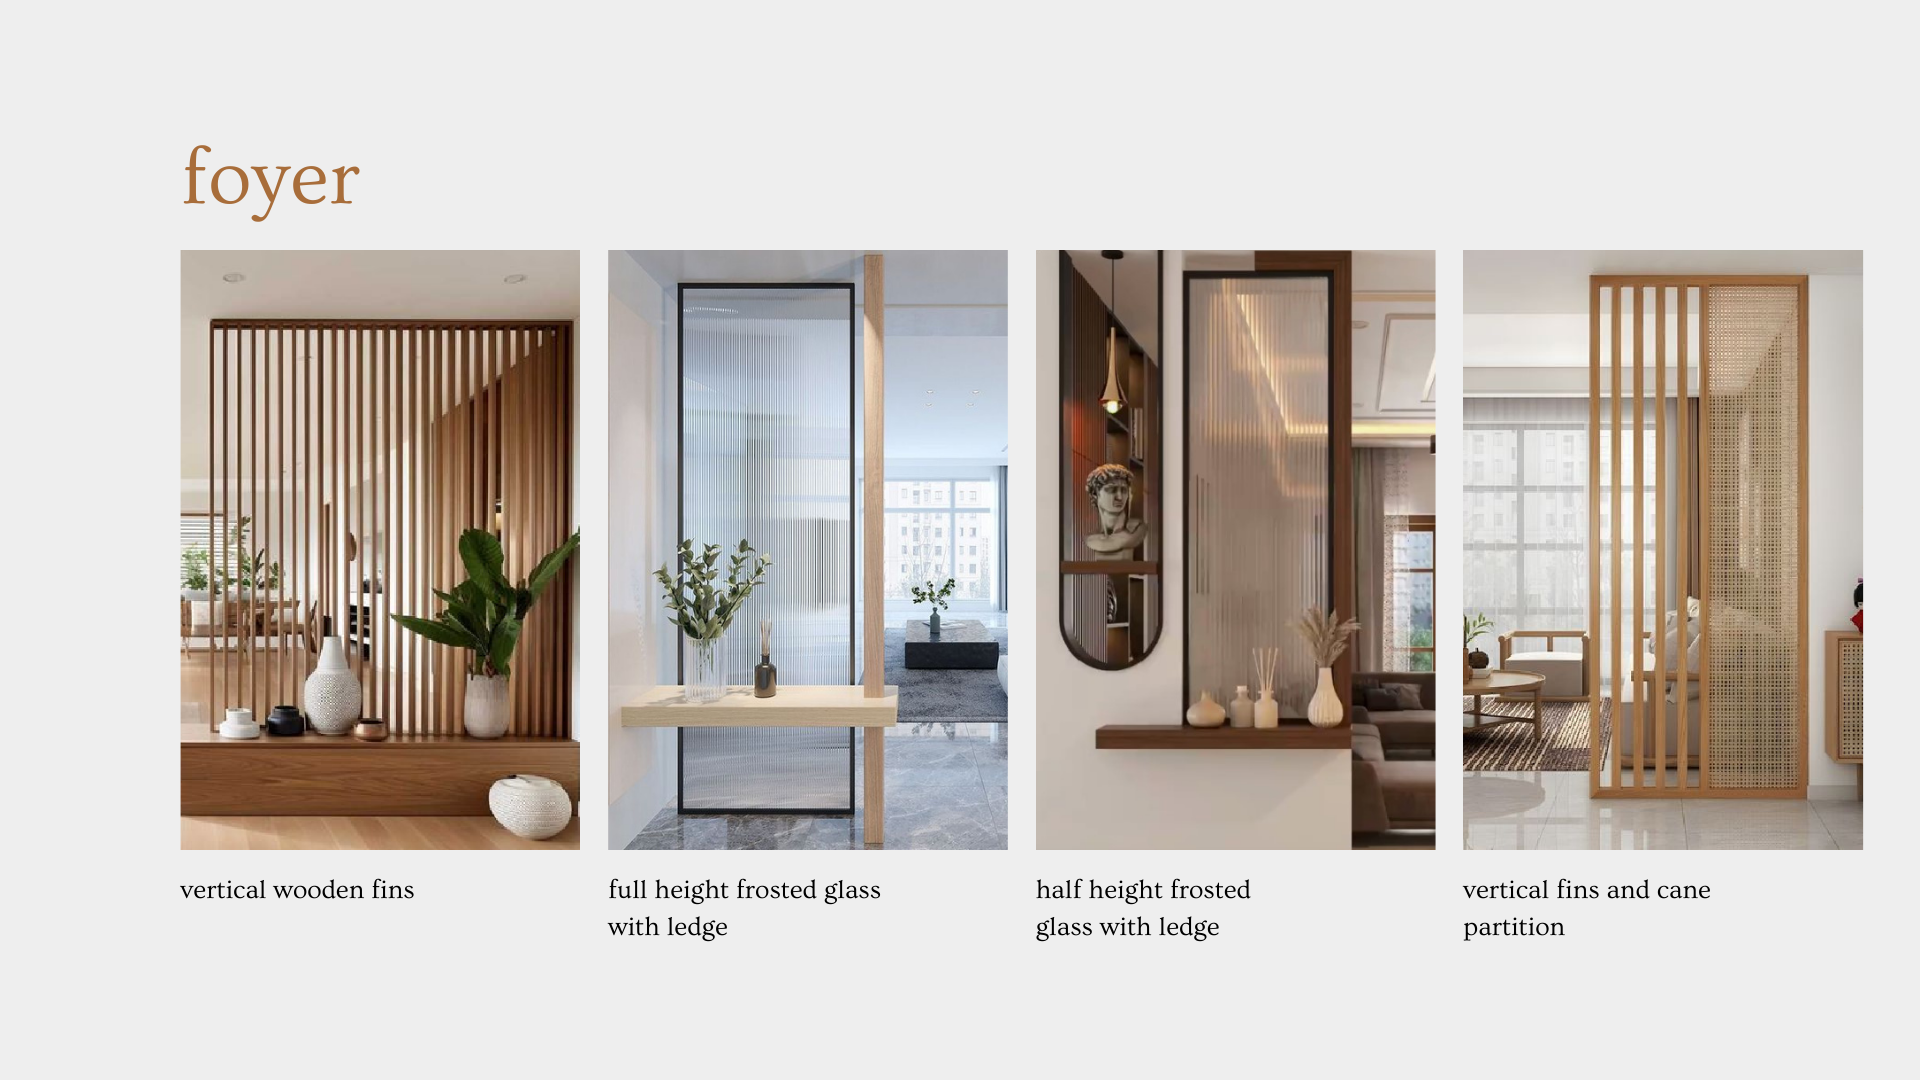 foyer
vertical wooden fins
full height frosted glass
with ledge
half height frosted
glass with ledge
vertical fins and cane
partition